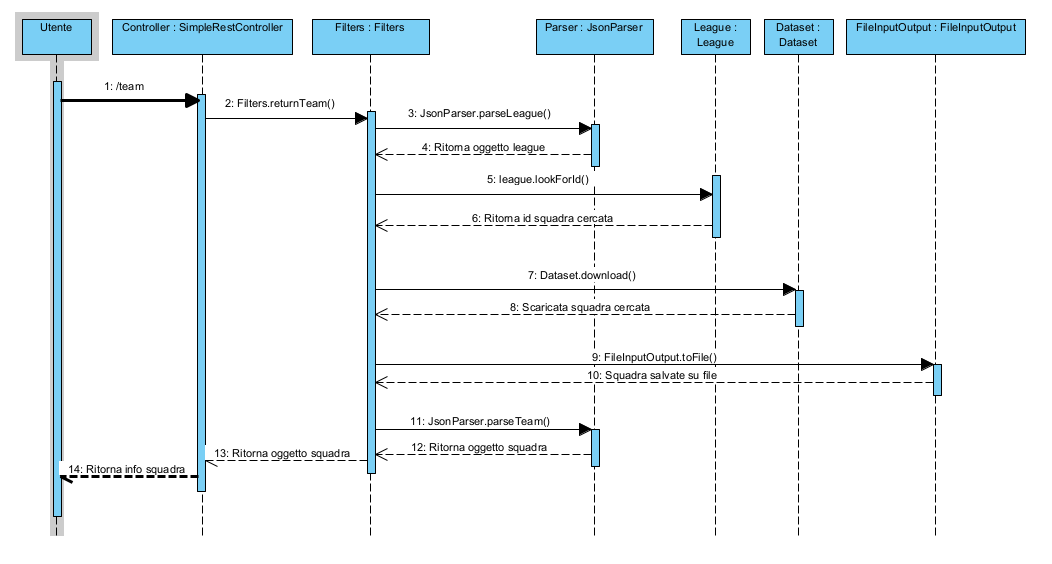 Utente
Controller : SimpleRestController
Filters : Filters
Parser : JsonParser
League :
League
Dataset :
Dataset
FileInputOutput : FileInputOutput
1: /team
2: Filters.returnTeam()
3: JsonParser.parseLeague()
4: Ritorna oggetto league
5: league.lookForId()
6: Ritorna id squadra cercata
7: Dataset.download()
8: Scaricata squadra cercata
9: FileInputOutput.toFile()
10: Squadra salvate su file
11: JsonParser.parseTeam()
12: Ritorna oggetto squadra
13: Ritorna oggetto squadra
14: Ritorna info squadra